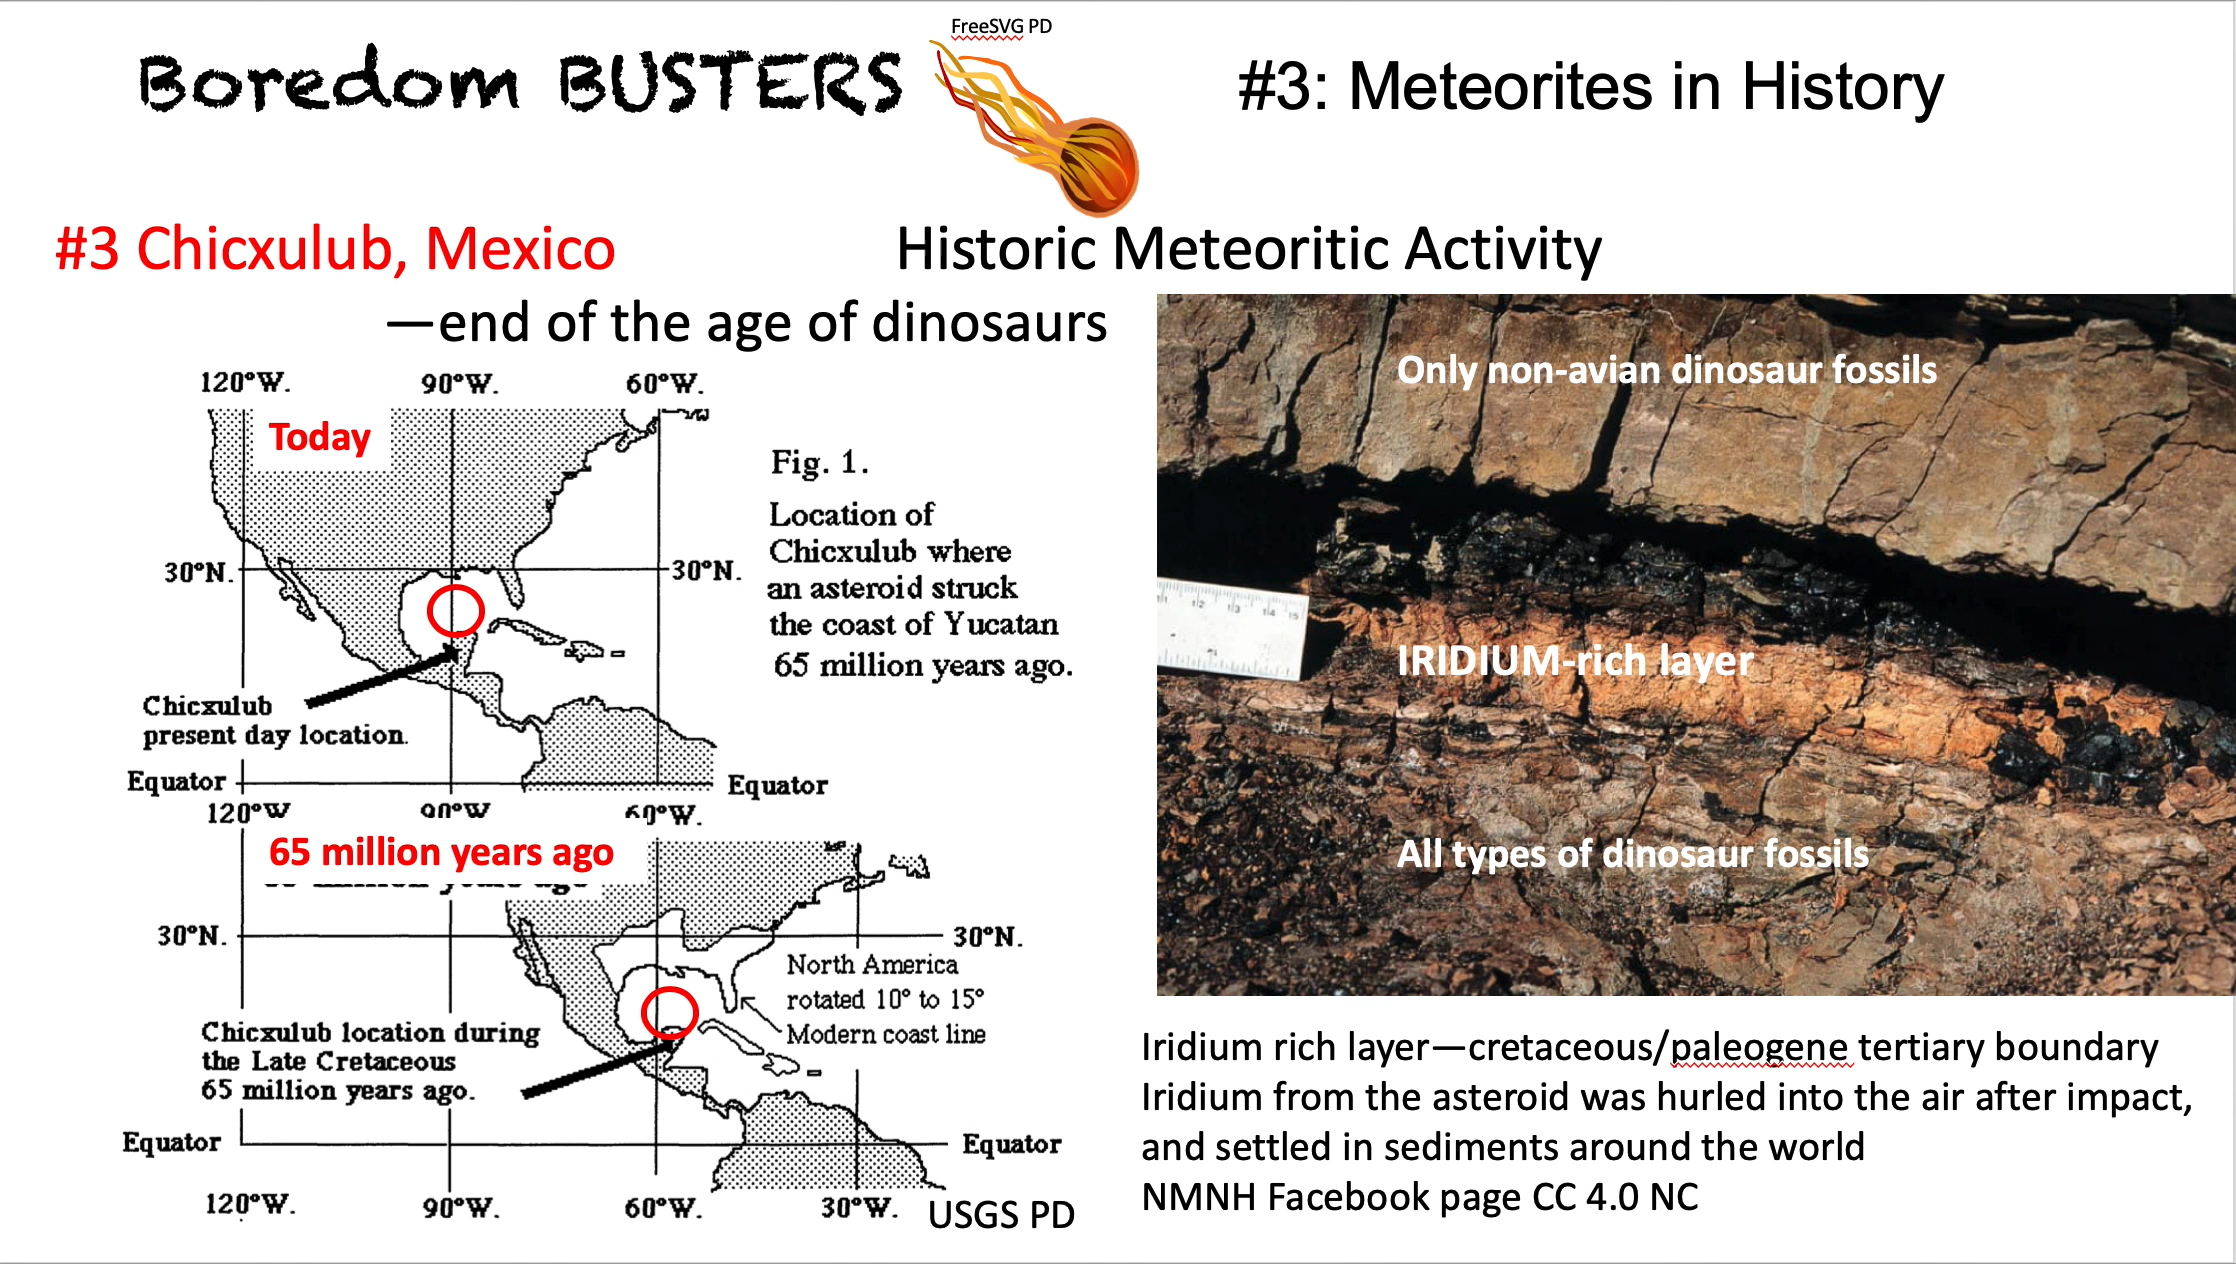 FreeSVG PD
Boredom BUSTERS
#3: Meteorites in History
#3 Chicxulub, Mexico
Historic Meteoritic Activity
—end of the age of dinosaurs
120°W.
90°W.
60°W.
Today
Fig. 1.
Location of
Chicxulub where
an asteroid struck
the coast of Yucatan
65 million years ago.
30°N.
30°N.
Chicxulub
present day location.
Equator
Equator
120°W
90°W
60°W.
65 million years ago
30°N.
30°N.
North America
rotated 10° to 15°
Modern coast line
Chicxulub location during
the Late Cretaceous
65 million years ago.
Equator
Equator
120°W.
90°W.
60°W.
30°W.
USGS PD
Only non-avian dinosaur fossils
12 13 14 15
IRIDIUM-rich layer
All types of dinosaur fossils
Iridium rich layer—cretaceous/paleogene tertiary boundary
Iridium from the asteroid was hurled into the air after impact,
and settled in sediments around the world
NMNH Facebook page CC 4.0 NC